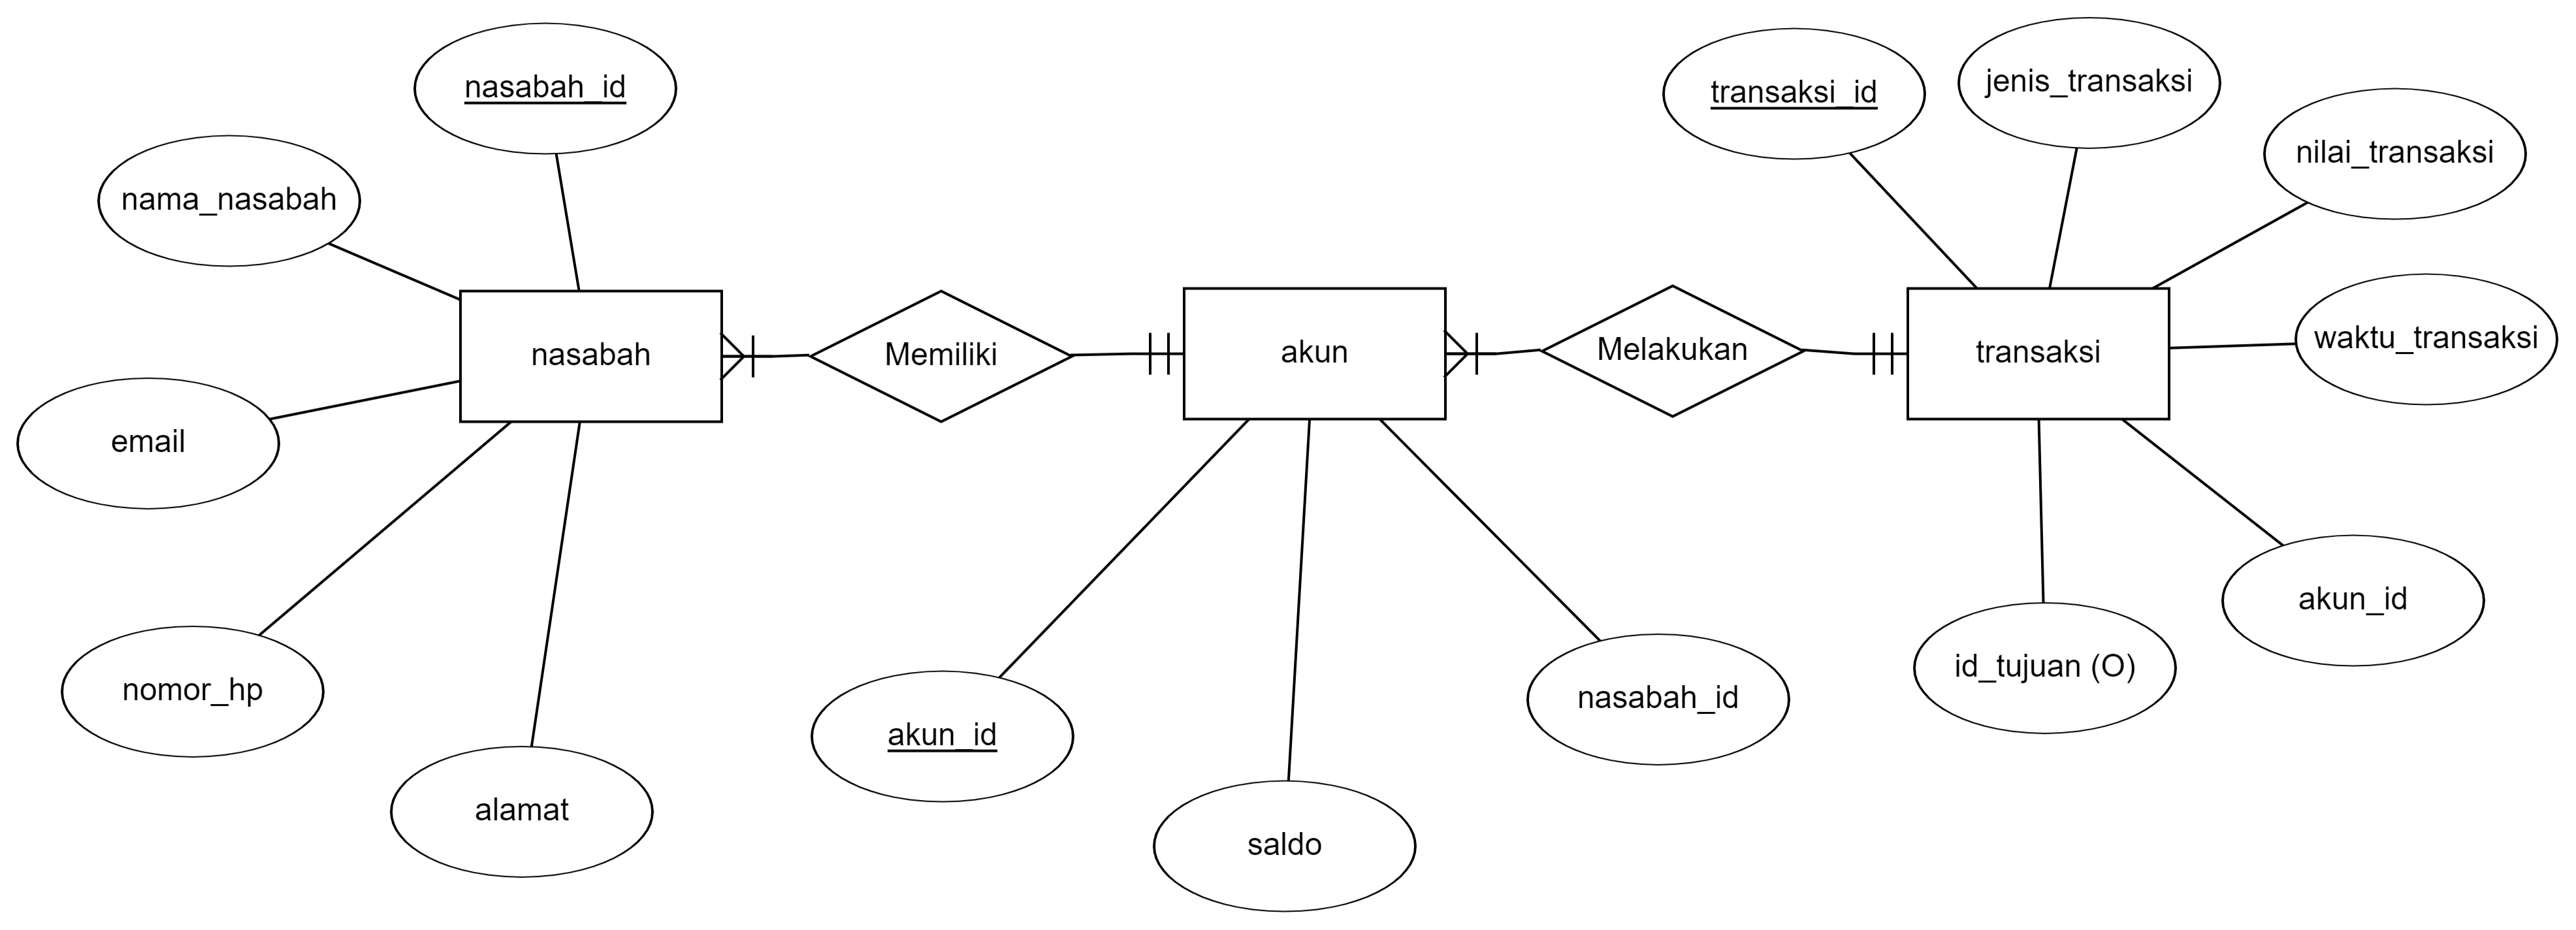 nasabah_id
nama_nasabah
email
nomor_hp
alamat
nasabah
Memiliki
akun
akun_id
saldo
nasabah_id
Melakukan
transaksi
transaksi_id
jenis_transaksi
nilai_transaksi
waktu_transaksi
akun_id
id_tujuan (O)